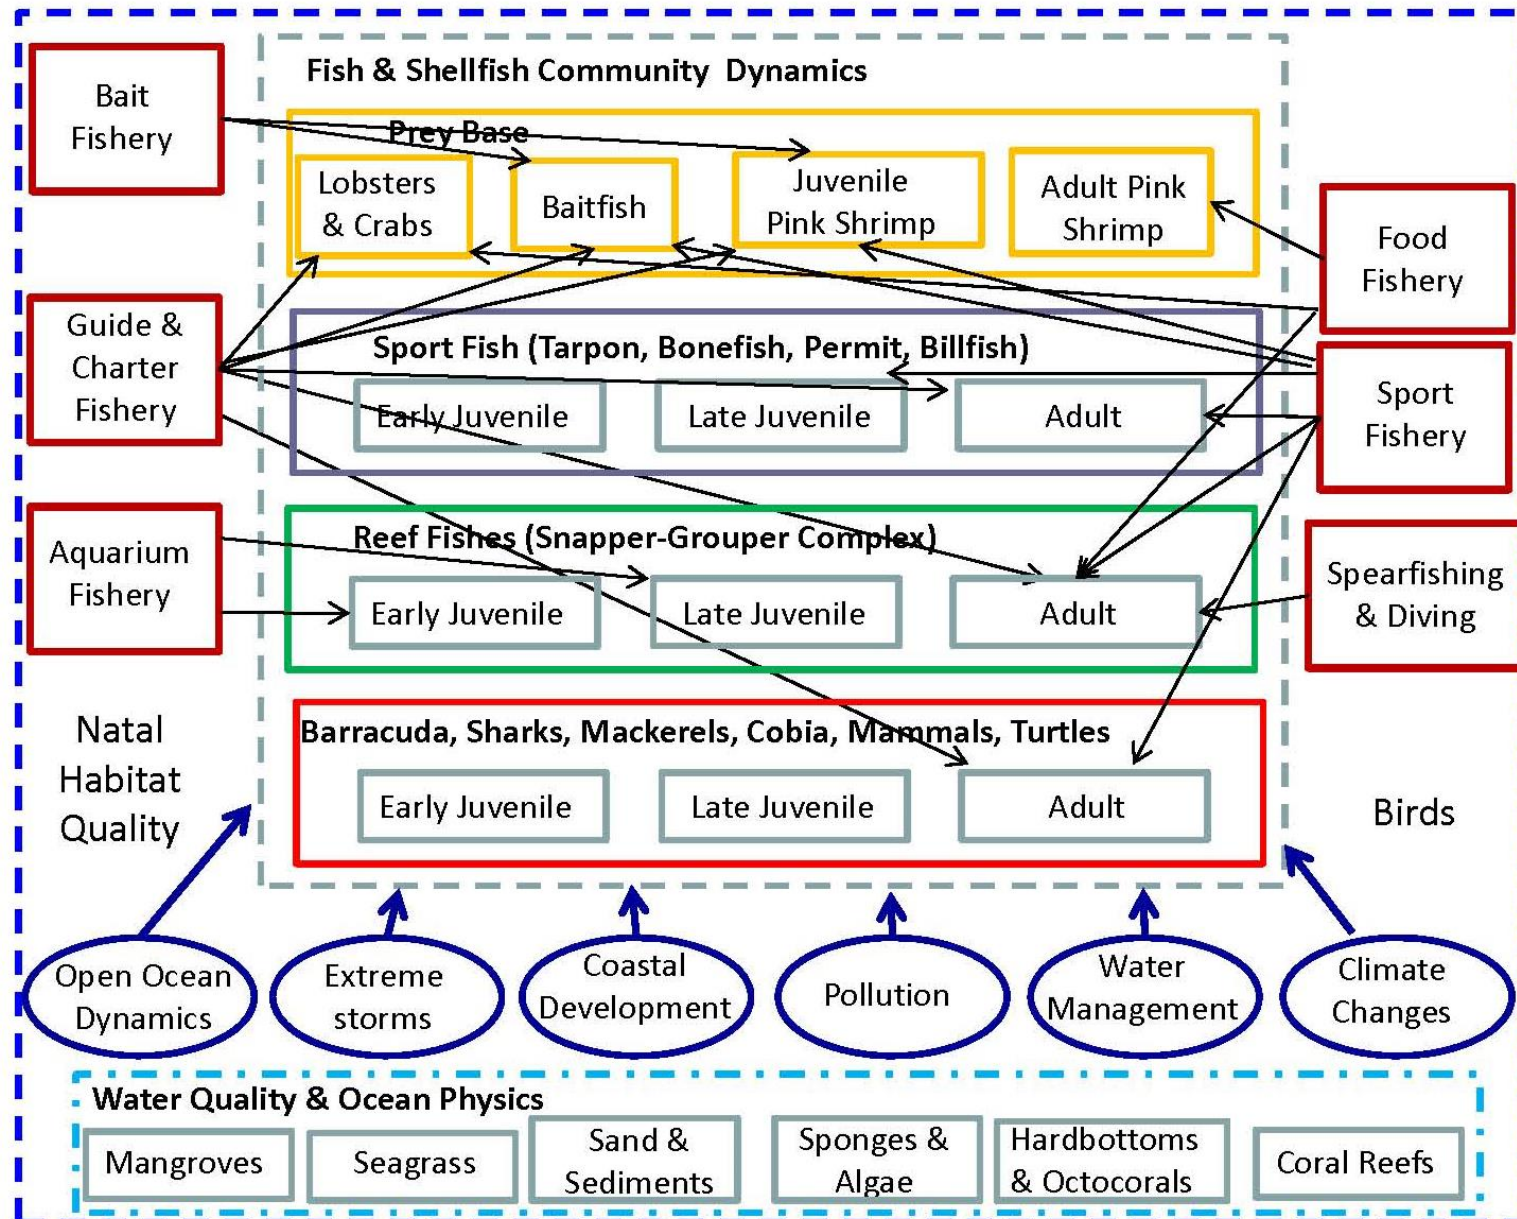 Fish & Shellfish Community Dynamics
Bait
Fishery
Prey Base
Lobsters
& Crabs
Baitfish
Juvenile
Pink Shrimp
Adult Pink
Shrimp
Food
Fishery
Guide &
Charter
Fishery
Sport Fish (Tarpon, Bonefish, Permit, Billfish)
Early Juvenile
Late Juvenile
Adult
Sport
Fishery
Aquarium
Fishery
Reef Fishes (Snapper-Grouper Complex)
Early Juvenile
Late Juvenile
Adult
Spearfishing
& Diving
Natal
Habitat
Quality
Barracuda, Sharks, Mackerels, Cobia, Mammals, Turtles
Early Juvenile
Late Juvenile
Adult
Birds
Open Ocean
Dynamics
Extreme
storms
Coastal
Development
Pollution
Water
Management
Climate
Changes
Water Quality & Ocean Physics
Mangroves
Seagrass
Sand &
Sediments
Sponges &
Algae
Hardbottoms
& Octocorals
Coral Reefs